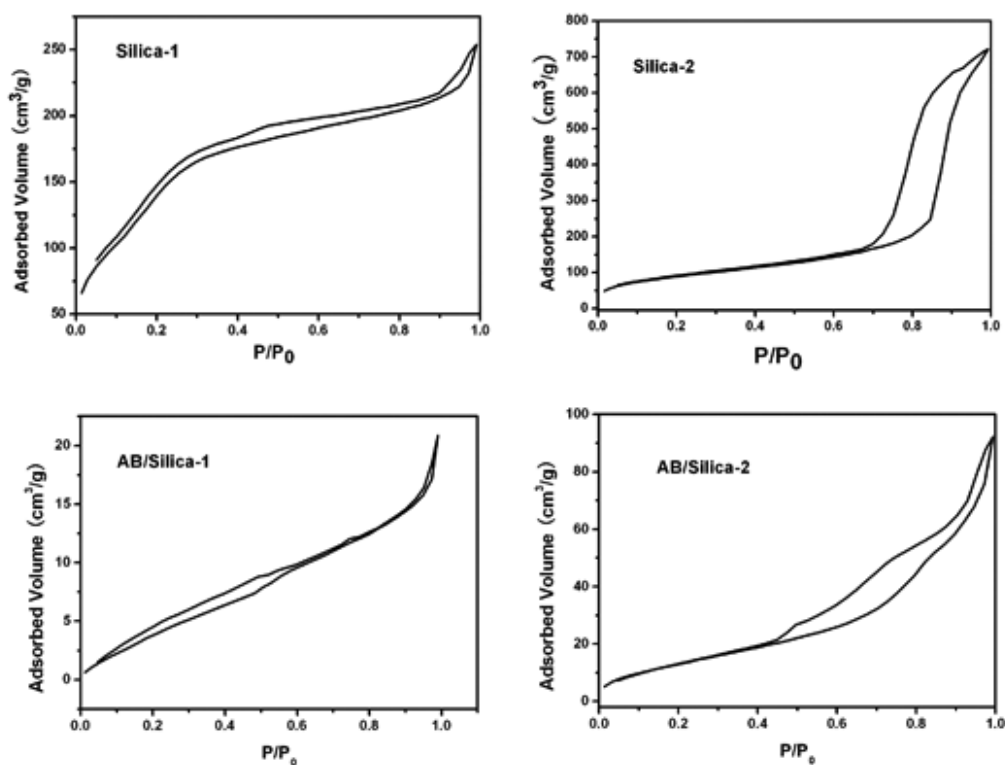 Silica-1
Adsorbed Volume (cm³/g)
250
200
150
100
50
0.0 0.2 0.4 0.6 0.8 1.0
P/P0
Silica-2
Adsorbed Volume (cm³/g)
800
700
600
500
400
300
200
100
0
0.0 0.2 0.4 0.6 0.8 1.0
P/P0
AB/Silica-1
Adsorbed Volume (cm³/g)
20
15
10
5
0
0.0 0.2 0.4 0.6 0.8 1.0
P/P0
AB/Silica-2
Adsorbed Volume (cm³/g)
100
80
60
40
20
0
0.0 0.2 0.4 0.6 0.8 1.0
P/P0